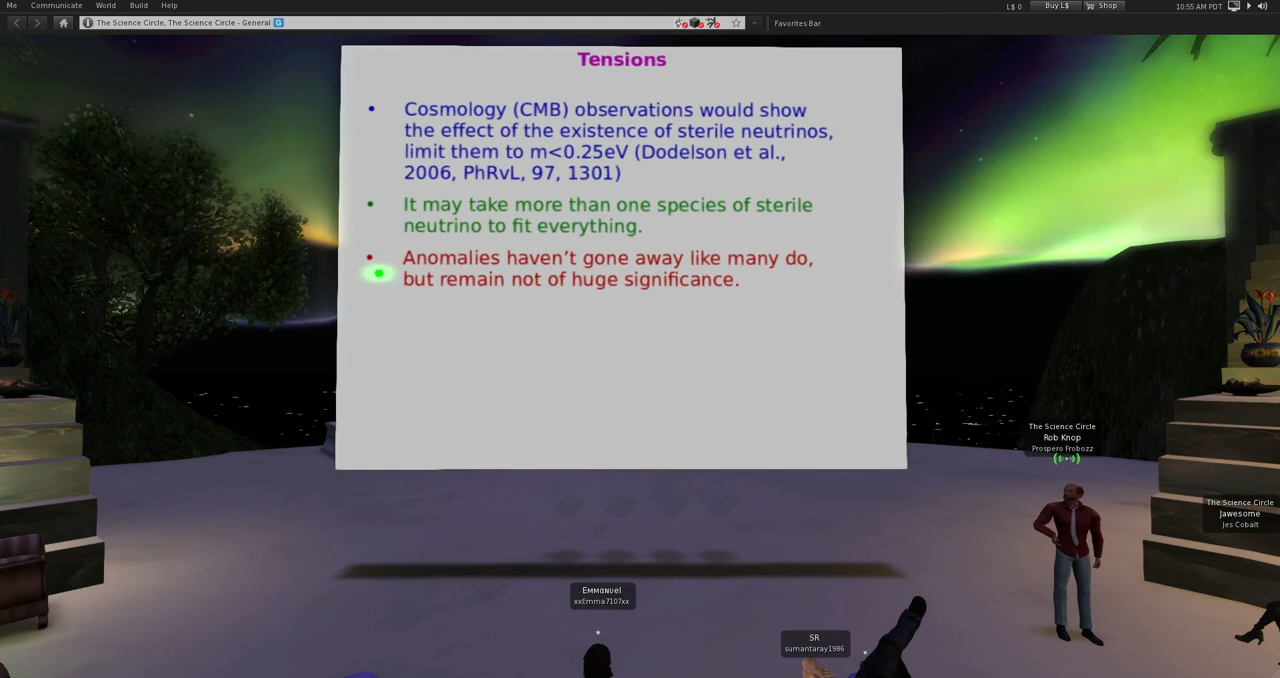 Me Communicate World Build Help
L$ 0 Buy L$ Shop 10:55 AM PDT
The Science Circle, The Science Circle - General G
Favorites Bar
Tensions
• Cosmology (CMB) observations would show
the effect of the existence of sterile neutrinos,
limit them to m<0.25eV (Dodelson et al.,
2006, PhRvL, 97, 1301)
• It may take more than one species of sterile
neutrino to fit everything.
• Anomalies haven’t gone away like many do,
but remain not of huge significance.
The Science Circle
Rob Knop
Prospero Frobozz
The Science Circle
Jawesome
Jes Cobalt
Emmαnυel
xxEmma7107xx
SR
sumantaray1986